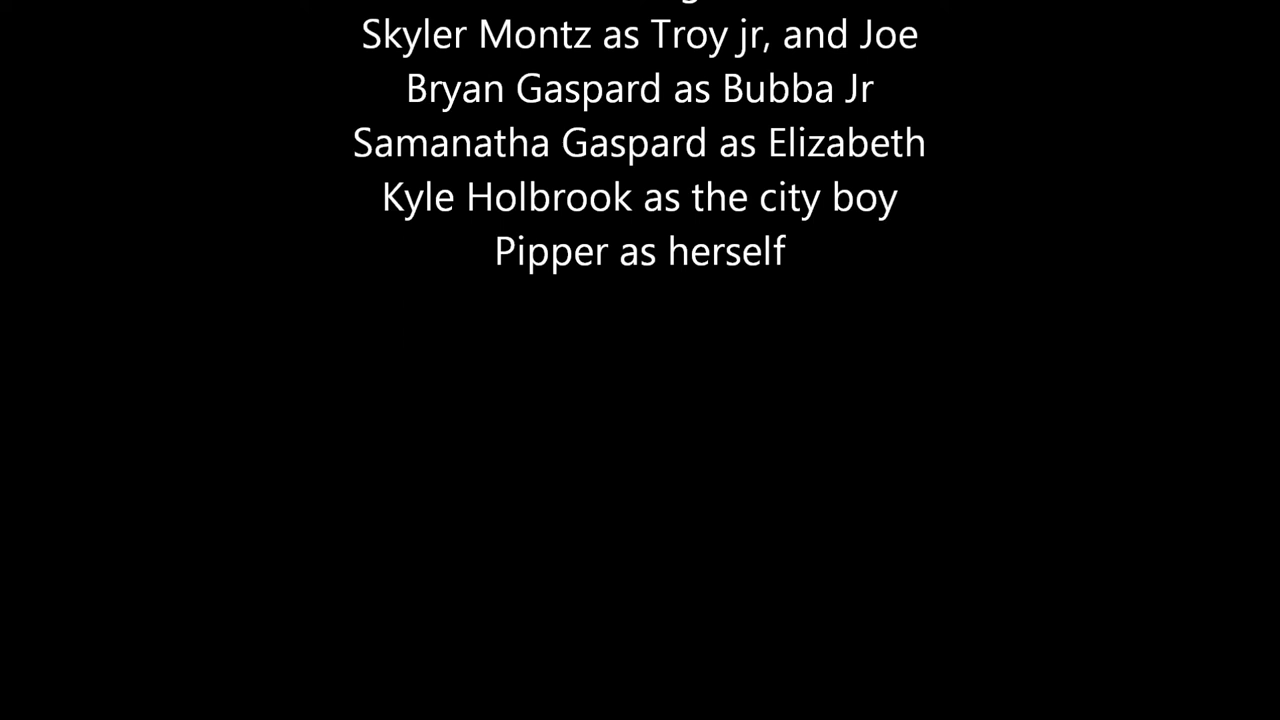 Skyler Montz as Troy jr, and Joe
Bryan Gaspard as Bubba Jr
Samanatha Gaspard as Elizabeth
Kyle Holbrook as the city boy
Pipper as herself